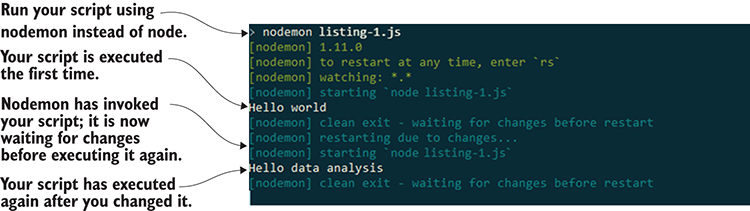 Run your script using
nodemon instead of node.
Your script is executed
the first time.
Nodemon has invoked
your script; it is now
waiting for changes
before executing it again.
Your script has executed
again after you changed it.
> nodemon listing-1.js
[nodemon] 1.11.0
[nodemon] to restart at any time, enter `rs`
[nodemon] watching: *.*
[nodemon] starting `node listing-1.js`
Hello world
[nodemon] clean exit - waiting for changes before restart
[nodemon] restarting due to changes...
[nodemon] starting `node listing-1.js`
Hello data analysis
[nodemon] clean exit - waiting for changes before restart